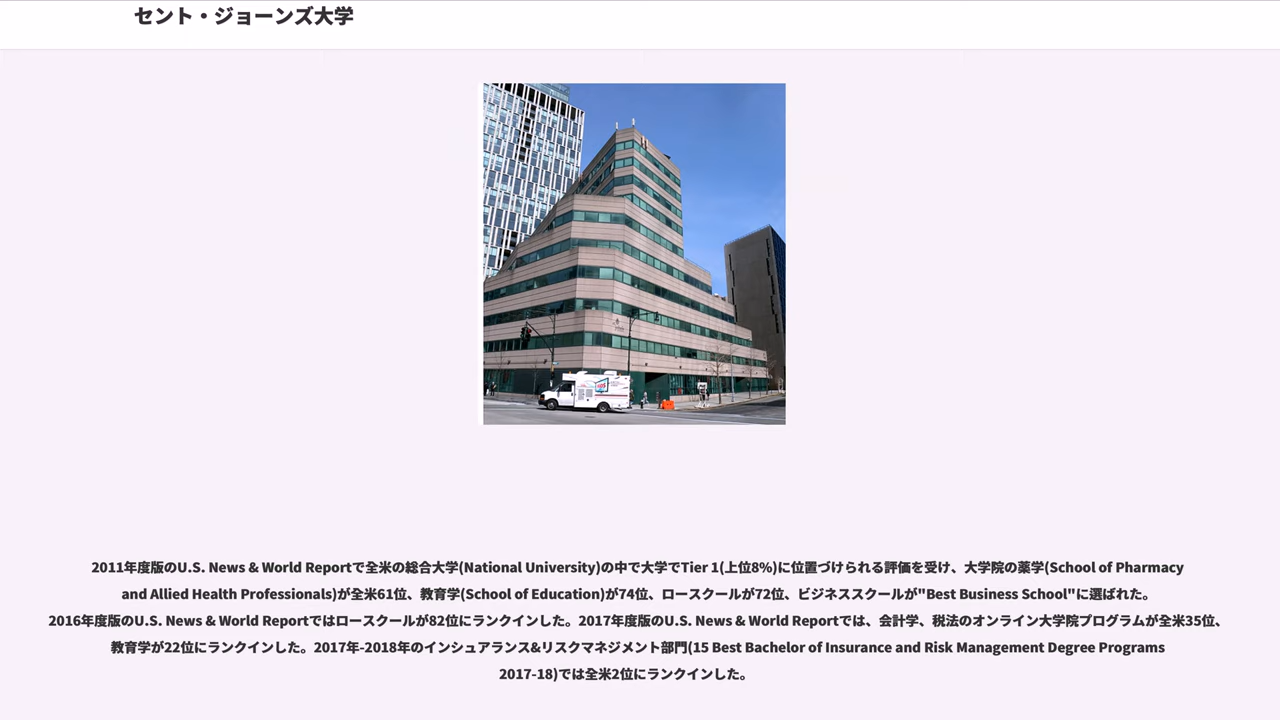 セント・ジョーンズ大学
2011年度版のU.S. News & World Reportで全米の総合大学(National University)の中で大学でTier 1(上位8%)に位置づけられる評価を受け、大学院の薬学(School of Pharmacy
and Allied Health Professionals)が全米61位、教育学(School of Education)が74位、ロースクールが72位、ビジネススクールが"Best Business School"に選ばれた。
2016年度版のU.S. News & World Reportではロースクールが82位にランクインした。2017年度版のU.S. News & World Reportでは、会計学、税法のオンライン大学院プログラムが全米35位、
教育学が22位にランクインした。2017年-2018年のインシュアランス&リスクマネジメント部門(15 Best Bachelor of Insurance and Risk Management Degree Programs
2017-18)では全米2位にランクインした。